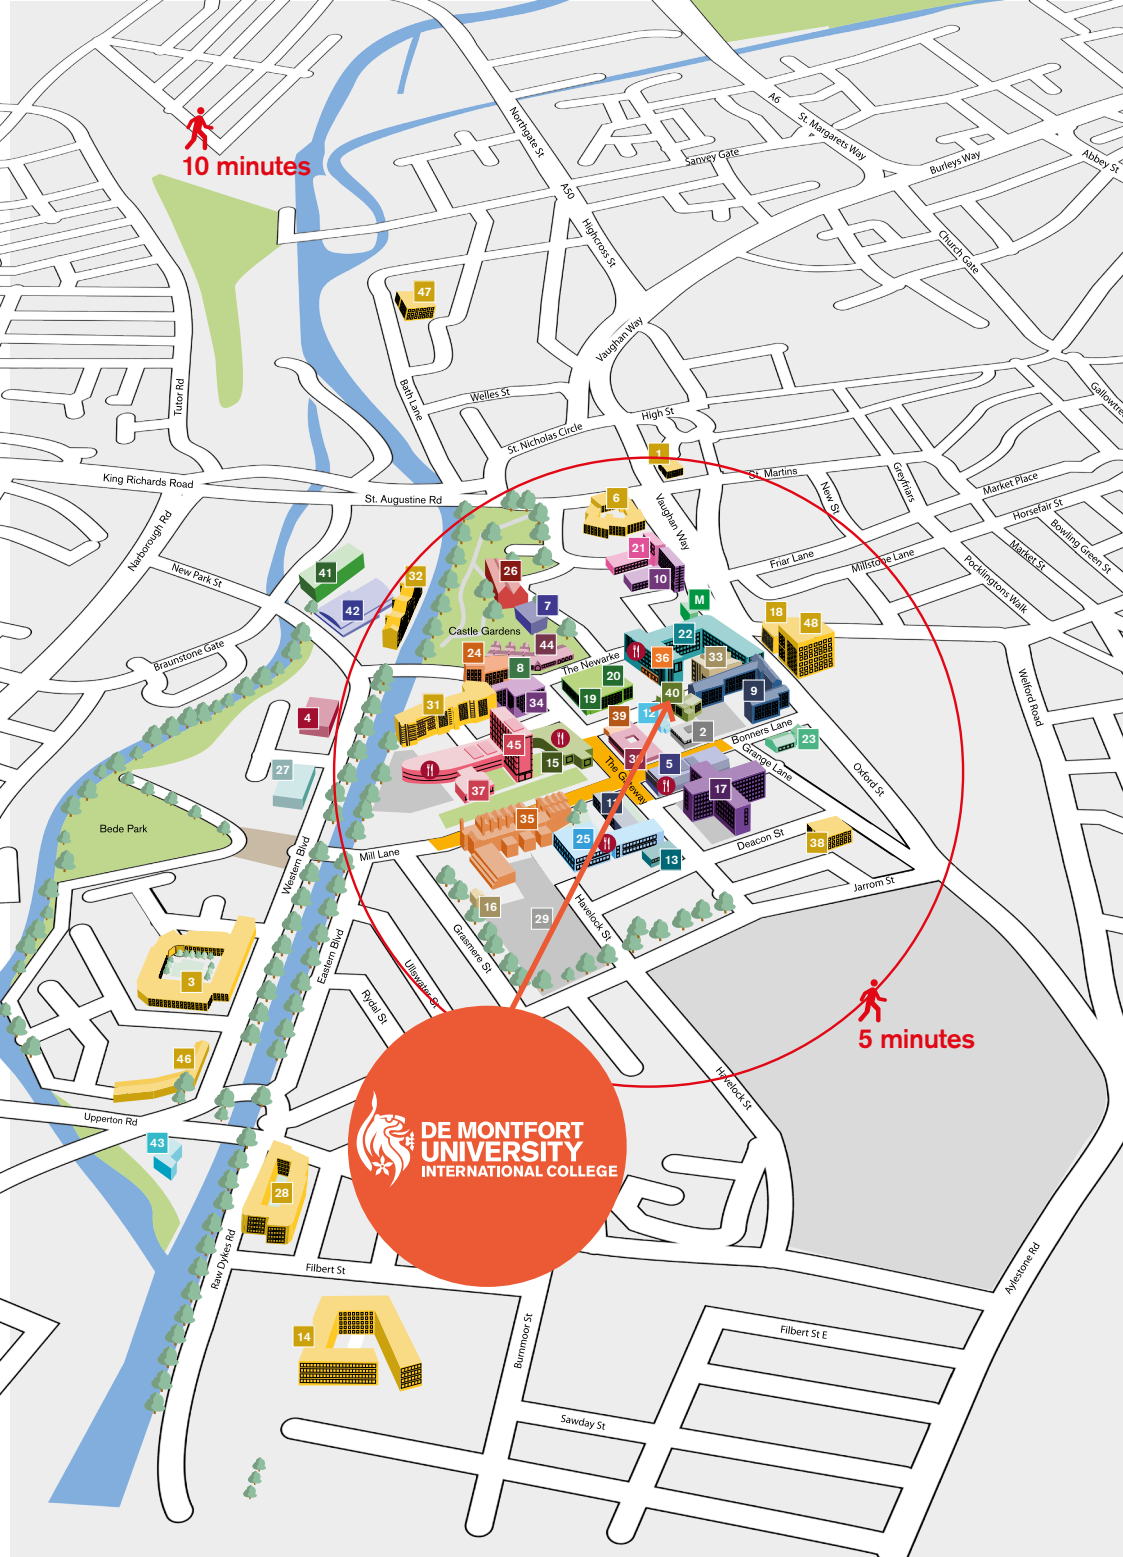 A6
Northgate St
St. Margarets Way
10 minutes
Sanvey Gate
Burleys Way
Abbey St
A50
Highcross St
Church Gate
47
Vaughan Way
Tutor Rd
Bath Lane
Welles St
High St
St. Nicholas Circle
1
King Richards Road
St. Augustine Rd
St. Martins
Greyfriars
Market Place
New St
Horsefair St
6
Vaughan Way
Bowling Green St
Narborough Rd
21
Friar Lane
Millstone Lane
Market St
New Park St
41
32
26
10
Pocklingtons Walk
42
7
M
18
48
Castle Gardens
22
Braunstone Gate
24
44
The Newarke
36
33
8
20
Welford Road
31
34
19
40
9
4
39
12
2
Bonners Lane
23
45
15
5
Grange Lane
27
The Gateway
37
17
Oxford St
Bede Park
35
25
Deacon St
38
Mill Lane
13
Western Blvd
Jarrom St
16
29
Havelock St
Grasmere St
Eastern Blvd
3
Ullswater St
Rydal St
5 minutes
46
Havelock St
Upperton Rd
43
DE MONTFORT
UNIVERSITY
INTERNATIONAL COLLEGE
28
Raw Dykes Rd
Filbert St
Aylestone Rd
14
Burnmoor St
Filbert St E
Sawday St